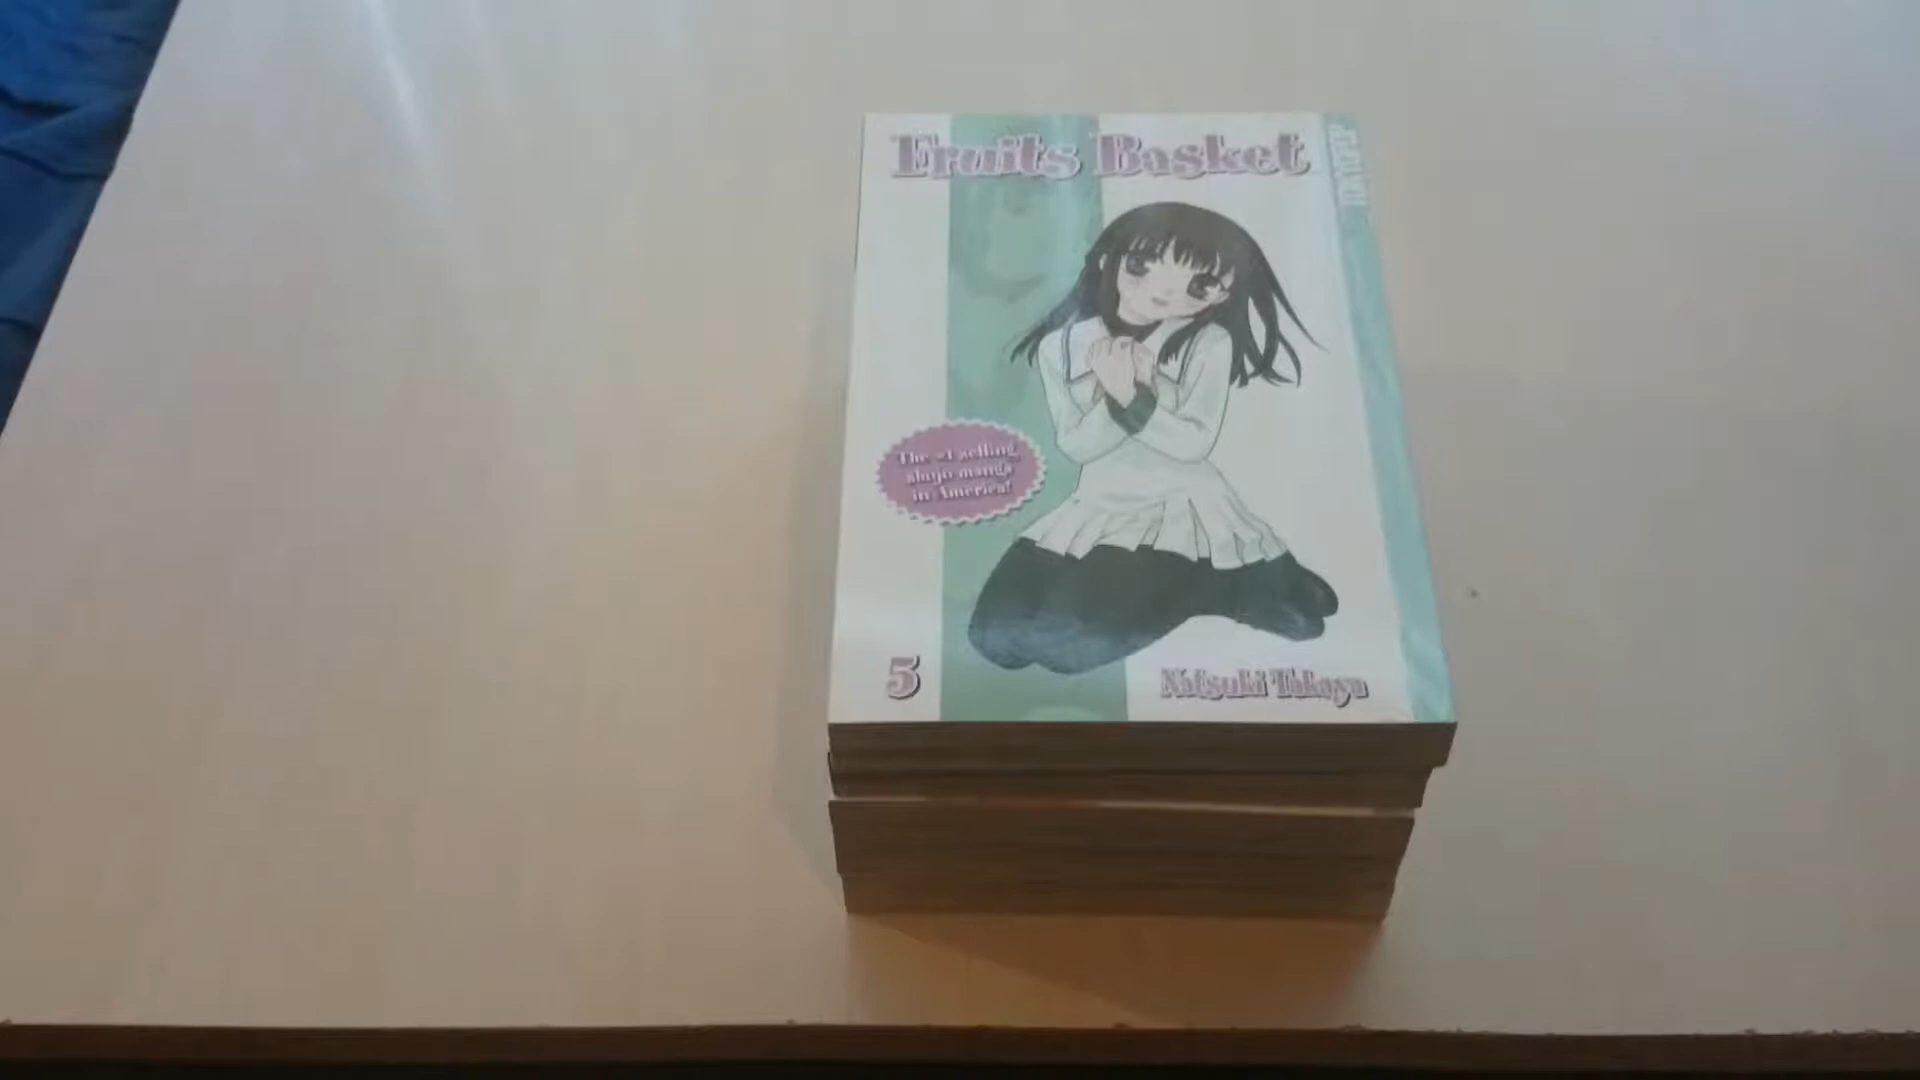 Fruits Basket
TOKYOPOP
The #1 selling
shojo manga
in America!
5
Natsuki Takaya